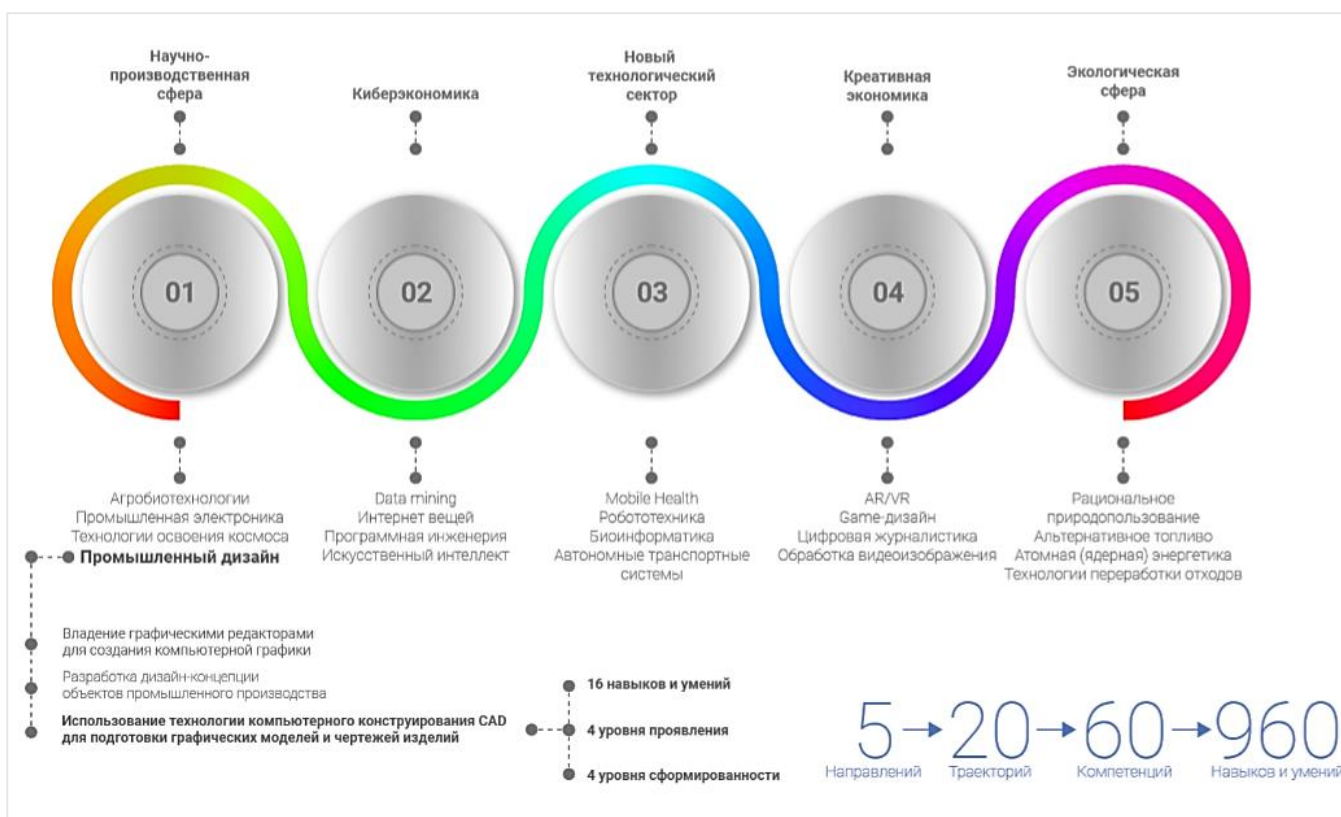 Научно-
производственная
сфера
Киберэкономика
Новый
технологический
сектор
Креативная
экономика
Экологическая
сфера
01
02
03
04
05
Агробиотехнологии
Промышленная электроника
Технологии освоения космоса
Промышленный дизайн
Data mining
Интернет вещей
Программная инженерия
Искусственный интеллект
Mobile Health
Робототехника
Биоинформатика
Автономные транспортные
системы
AR/VR
Game-дизайн
Цифровая журналистика
Обработка видеоизображения
Рациональное
природопользование
Альтернативное топливо
Атомная (ядерная) энергетика
Технологии переработки отходов
Владение графическими редакторами
для создания компьютерной графики
Разработка дизайн-концепции
объектов промышленного производства
Использование технологии компьютерного конструирования CAD
для подготовки графических моделей и чертежей изделий
16 навыков и умений
4 уровня проявления
4 уровня сформированности
5 → 20 → 60 → 960
Направлений Траекторий Компетенций Навыков и умений